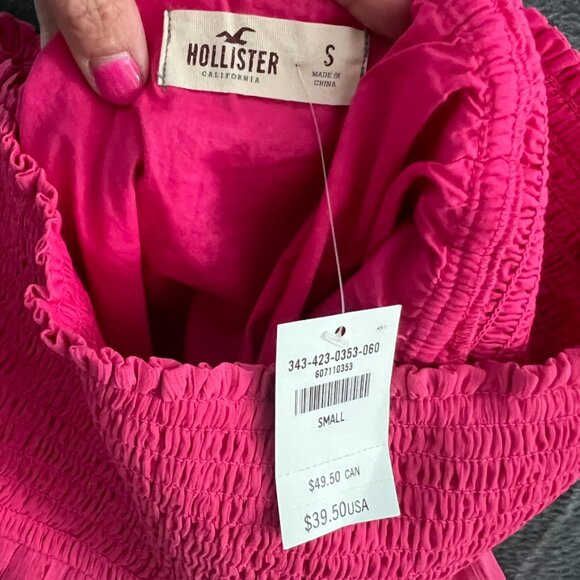 HOLLISTER
CALIFORNIA
S
MADE IN
CHINA
343-423-0353-060
607110353
SMALL
$49.50 CAN
$39.50USA